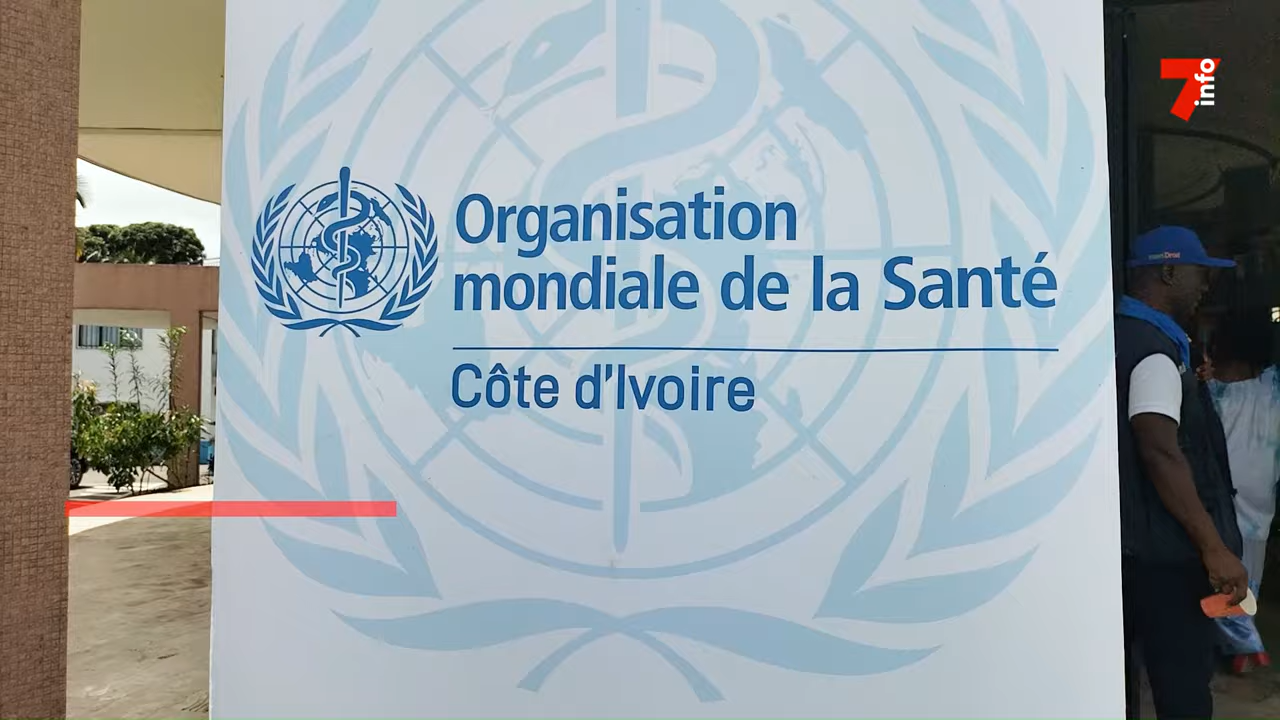 7info
Organisation
mondiale de la Santé
Côte d'Ivoire